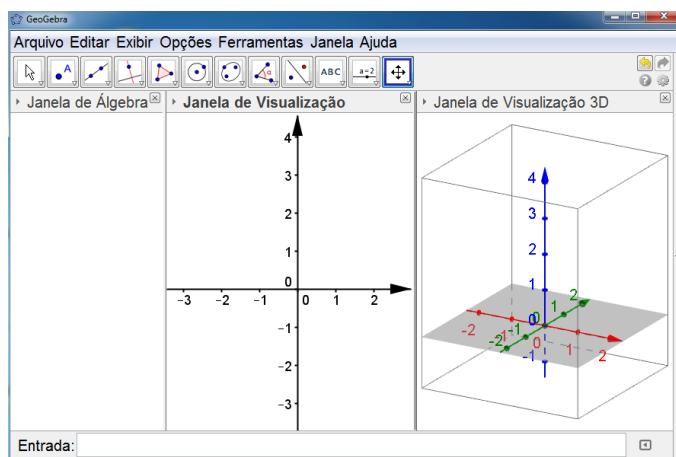 GeoGebra
Arquivo Editar Exibir Opções Ferramentas Janela Ajuda
A α ABC a=2
Janela de Álgebra
Janela de Visualização
Janela de Visualização 3D
4
3
2
1
0
−3 −2 −1 0 1 2
−1
−2
−3
4
3
2
1
0
-1
-2 -1 0 1 2
-2 -1 0 1 2
Entrada: